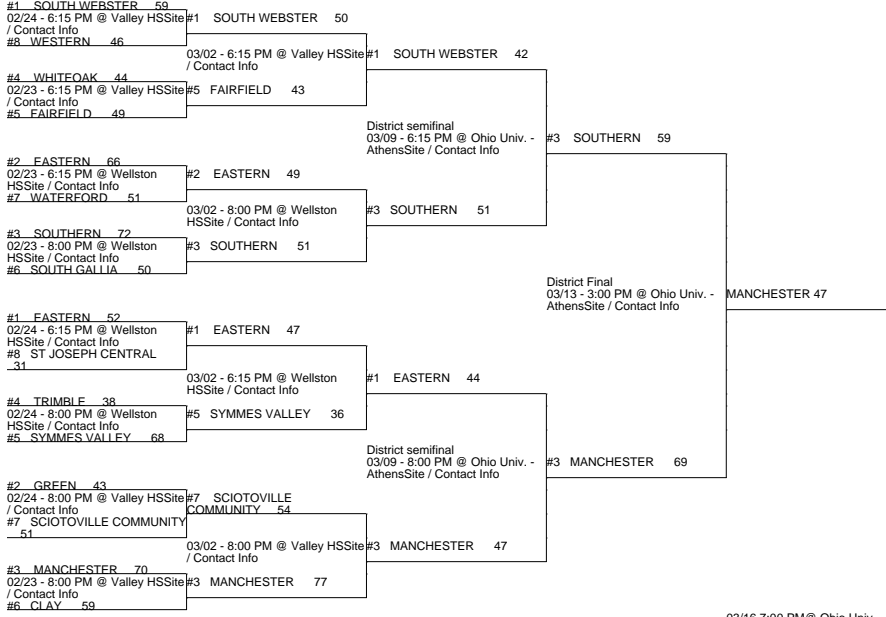 #1 SOUTH WEBSTER 59
02/24 - 6:15 PM @ Valley HSSite
/ Contact Info
#8 WESTERN 46
#1 SOUTH WEBSTER 50
03/02 - 6:15 PM @ Valley HSSite
/ Contact Info
#4 WHITEOAK 44
02/23 - 6:15 PM @ Valley HSSite
/ Contact Info
#5 FAIRFIELD 49
#5 FAIRFIELD 43
#1 SOUTH WEBSTER 42
District semifinal
03/09 - 6:15 PM @ Ohio Univ. -
AthensSite / Contact Info
#2 EASTERN 66
02/23 - 6:15 PM @ Wellston
HSSite / Contact Info
#7 WATERFORD 51
#2 EASTERN 49
03/02 - 8:00 PM @ Wellston
HSSite / Contact Info
#3 SOUTHERN 72
02/23 - 8:00 PM @ Wellston
HSSite / Contact Info
#6 SOUTH GALLIA 50
#3 SOUTHERN 51
#3 SOUTHERN 51
#3 SOUTHERN 59
District Final
03/13 - 3:00 PM @ Ohio Univ. -
AthensSite / Contact Info
MANCHESTER 47
#1 EASTERN 52
02/24 - 6:15 PM @ Wellston
HSSite / Contact Info
#8 ST JOSEPH CENTRAL
31
#1 EASTERN 47
03/02 - 6:15 PM @ Wellston
HSSite / Contact Info
#4 TRIMBLE 38
02/24 - 8:00 PM @ Wellston
HSSite / Contact Info
#5 SYMMES VALLEY 68
#5 SYMMES VALLEY 36
#1 EASTERN 44
District semifinal
03/09 - 8:00 PM @ Ohio Univ. -
AthensSite / Contact Info
#3 MANCHESTER 69
#2 GREEN 43
02/24 - 8:00 PM @ Valley HSSite
/ Contact Info
#7 SCIOTOVILLE COMMUNITY
51
#7 SCIOTOVILLE
COMMUNITY 54
03/02 - 8:00 PM @ Valley HSSite
/ Contact Info
#3 MANCHESTER 47
#3 MANCHESTER 70
02/23 - 8:00 PM @ Valley HSSite
/ Contact Info
#6 CLAY 59
#3 MANCHESTER 77
03/16 7:00 PM@ Ohio Univ